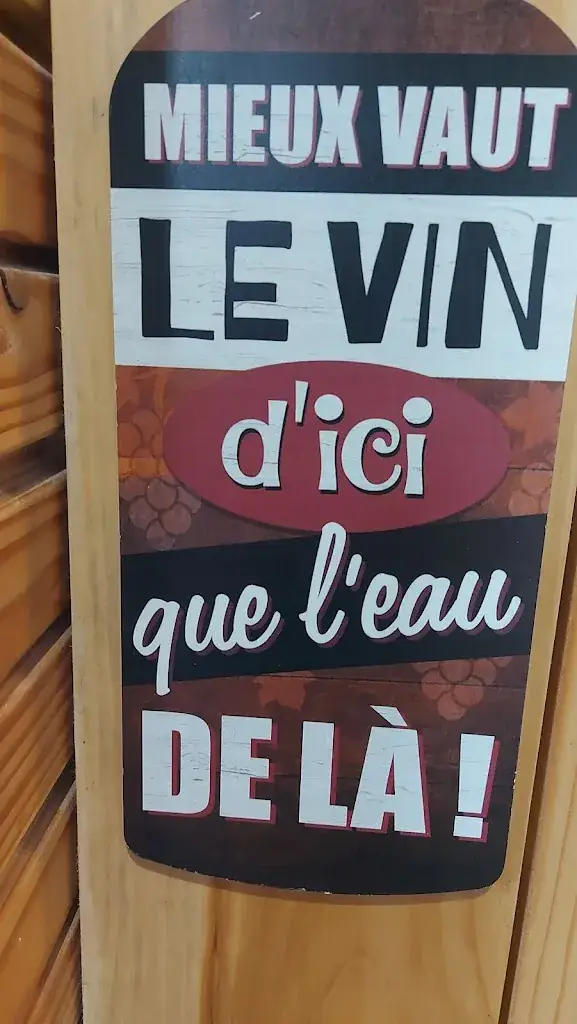 MIEUX VAUT
LE VIN
d'ici
que l'eau
DE LÀ!